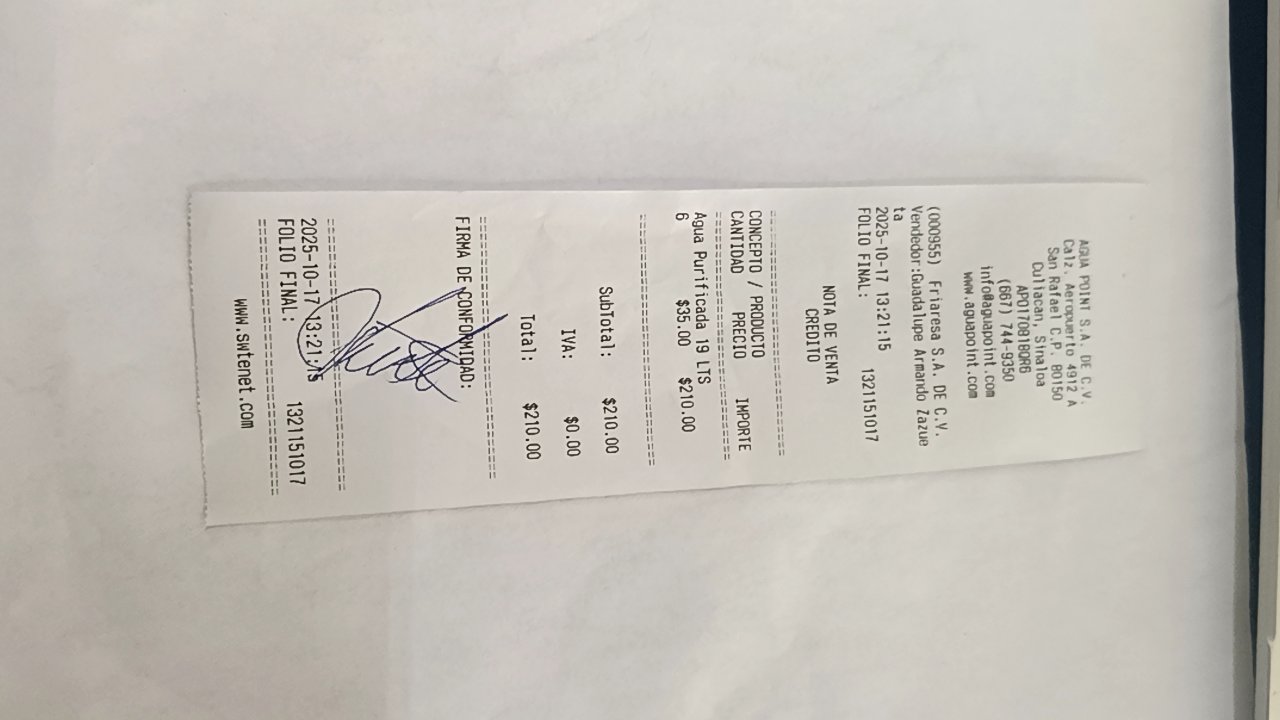 AGUA POINT S.A. DE C.V.
Calz. Aeropuerto 4912 A
San Rafael C.P. 80150
Culiacan, Sinaloa
APO170818QR6
(667) 744-9350
info@aguapoint.com
www.aguapoint.com
(000955) Friaresa S.A. DE C.V.
Vendedor:Guadalupe Armando Zazue
ta
2025-10-17 13:21:15 1321151017
FOLIO FINAL:
NOTA DE VENTA
CREDITO
================================
CONCEPTO / PRODUCTO
CANTIDAD PRECIO IMPORTE
================================
Agua Purificada 19 LTS
6 $35.00 $210.00
================================
SubTotal: $210.00
IVA: $0.00
Total: $210.00
================================
FIRMA DE CONFORMIDAD:
================================
2025-10-17 13:21:15 1321151017
FOLIO FINAL:
================================
www.swtenet.com